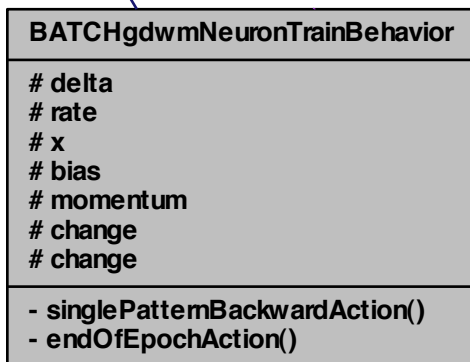 BATCHgdwmNeuronTrainBehavior
# delta
# rate
# x
# bias
# momentum
# change
# change
- singlePatternBackwardAction()
- endOfEpochAction()